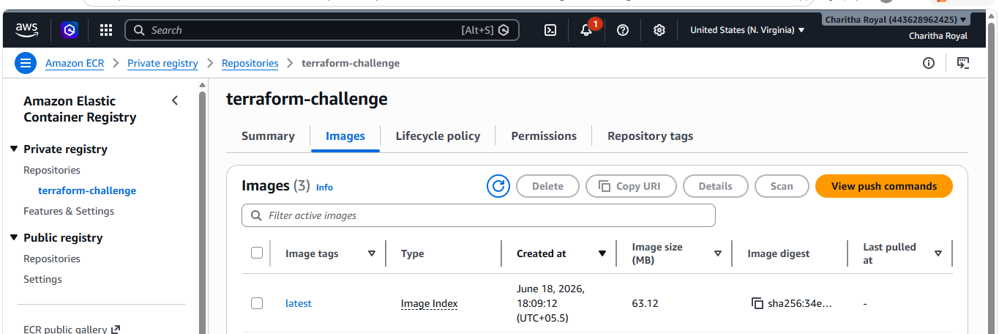 aws
Search
[Alt+S]
1
United States (N. Virginia)
Charitha Royal (443628962425)
Charitha Royal
Amazon ECR
Private registry
Repositories
terraform-challenge
Amazon Elastic
Container Registry
Private registry
Repositories
terraform-challenge
Features & Settings
Public registry
Repositories
Settings
ECR public gallery
terraform-challenge
Summary
Images
Lifecycle policy
Permissions
Repository tags
Images (3) Info
Delete
Copy URI
Details
Scan
View push commands
Filter active images
Image tags
Type
Created at
Image size
(MB)
Image digest
Last pulled
at
latest
Image Index
June 18, 2026,
18:09:12
(UTC+05.5)
63.12
sha256:34e...
-